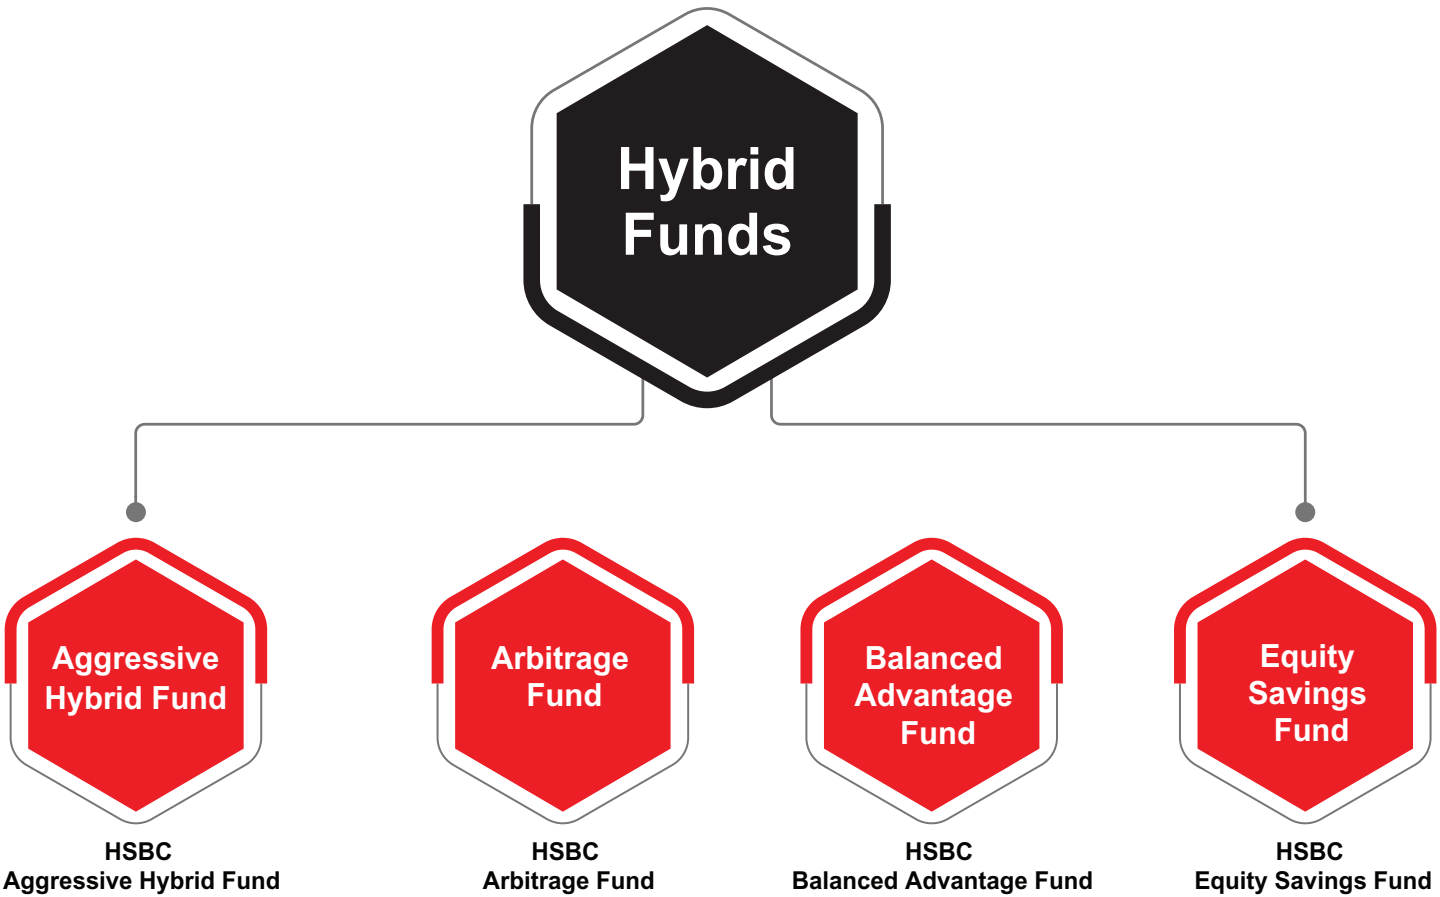 Hybrid
Funds
Aggressive
Hybrid Fund
Arbitrage
Fund
Balanced
Advantage
Fund
Equity
Savings
Fund
HSBC
Aggressive Hybrid Fund
HSBC
Arbitrage Fund
HSBC
Balanced Advantage Fund
HSBC
Equity Savings Fund